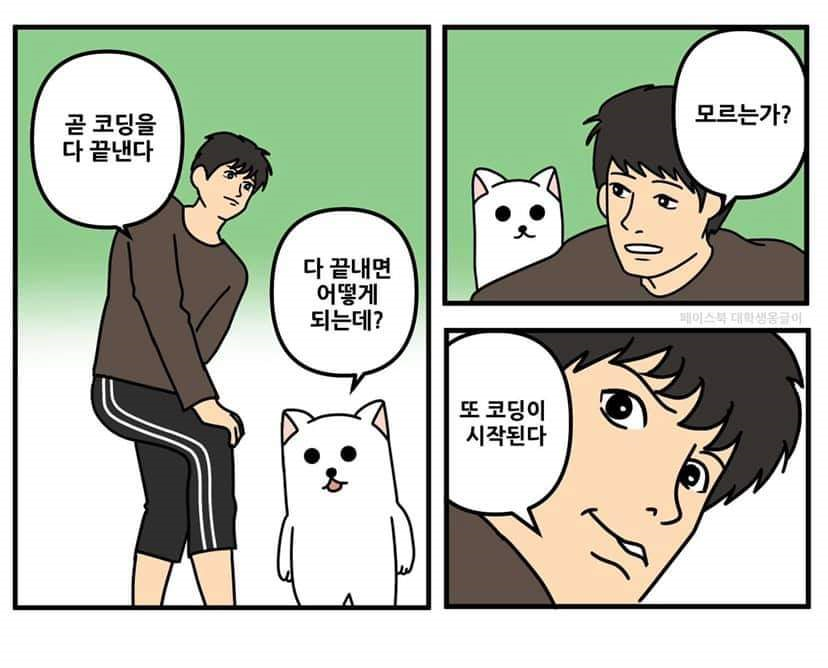 곧 코딩을
다 끝낸다
다 끝내면
어떻게
되는데?
모르는가?
페이스북 대학생옹글이
또 코딩이
시작된다